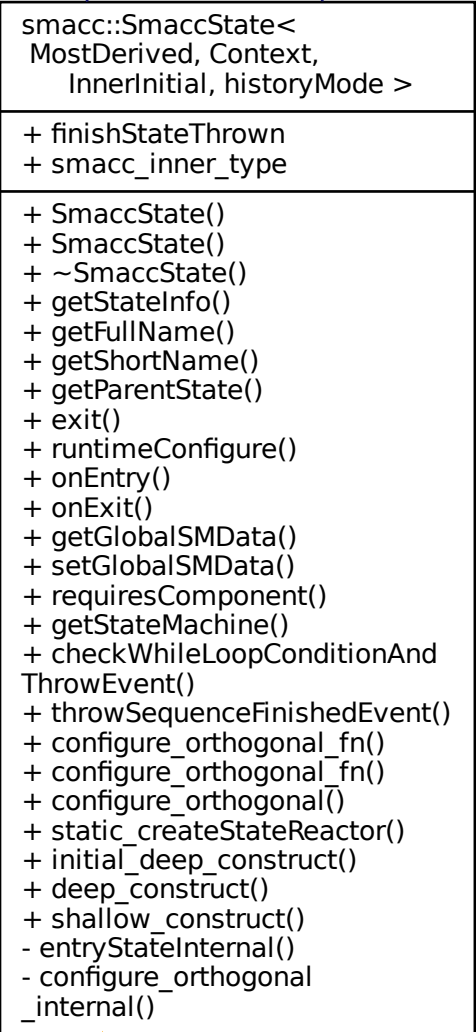 smacc::SmaccState<
MostDerived, Context,
InnerInitial, historyMode >
+ finishStateThrown
+ smacc_inner_type
+ SmaccState()
+ SmaccState()
+ ~SmaccState()
+ getStateInfo()
+ getFullName()
+ getShortName()
+ getParentState()
+ exit()
+ runtimeConfigure()
+ onEntry()
+ onExit()
+ getGlobalSMData()
+ setGlobalSMData()
+ requiresComponent()
+ getStateMachine()
+ checkWhileLoopConditionAnd
ThrowEvent()
+ throwSequenceFinishedEvent()
+ configure_orthogonal_fn()
+ configure_orthogonal_fn()
+ configure_orthogonal()
+ static_createStateReactor()
+ initial_deep_construct()
+ deep_construct()
+ shallow_construct()
- entryStateInternal()
- configure_orthogonal
_internal()